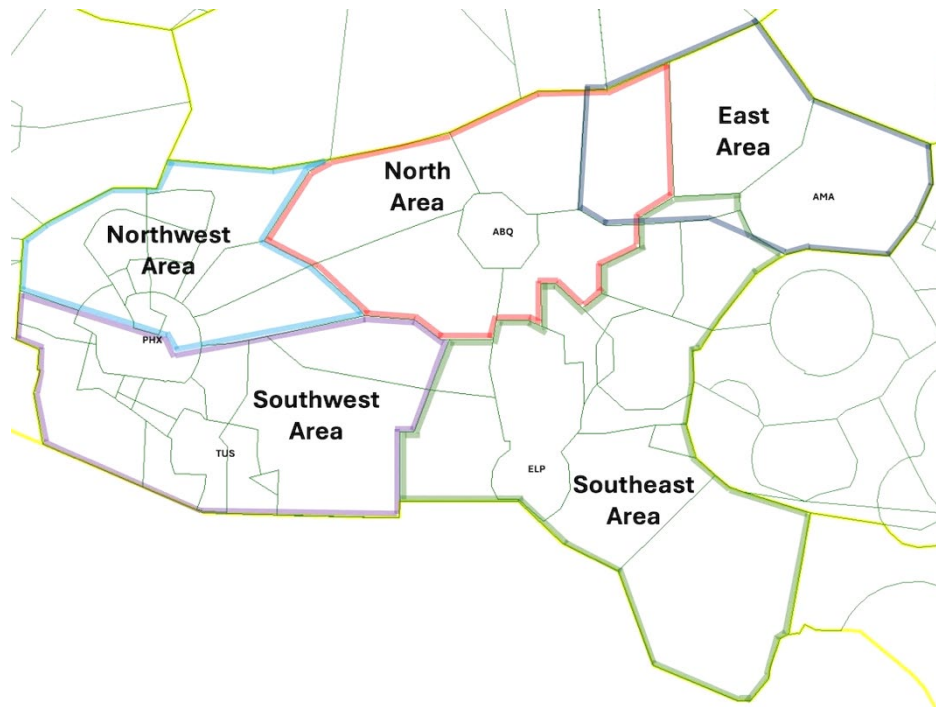 East
Area
North
Area
AMA
Northwest
Area
ABQ
PHX
Southwest
Area
TUS
ELP
Southeast
Area